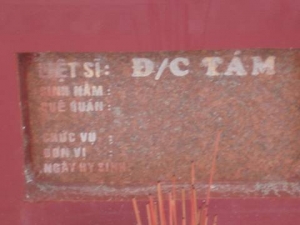 LIỆT SĨ: Đ/C TÁM
SINH NĂM :
QUÊ QUÁN :
CHỨC VỤ :
ĐƠN VỊ :
NGÀY HY SINH: